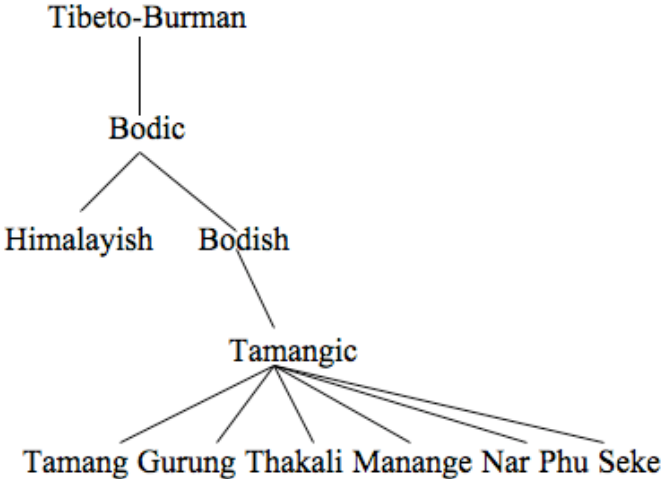 Tibeto-Burman
Bodic
Himalayish Bodish
Tamangic
Tamang Gurung Thakali Manange Nar Phu Seke